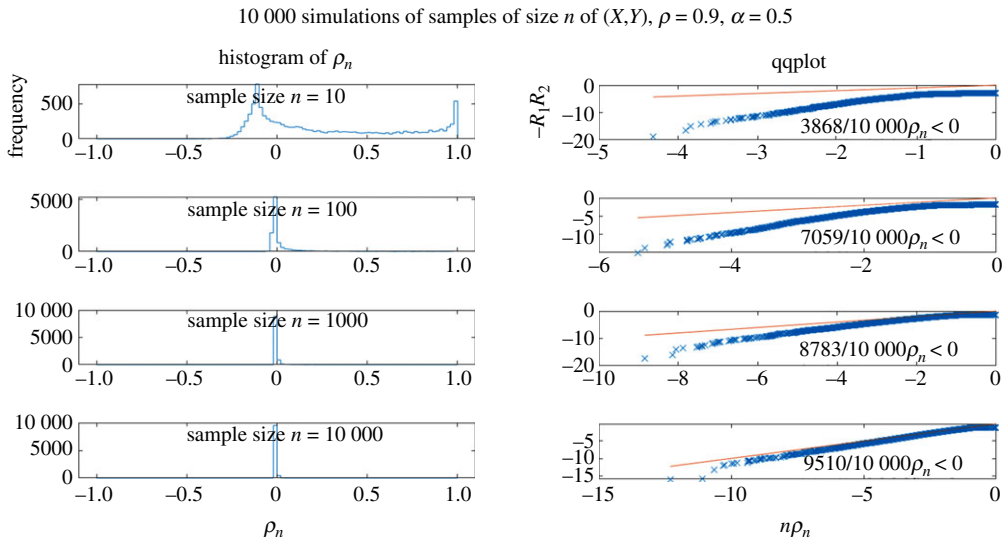 10 000 simulations of samples of size n of (X,Y), ρ = 0.9, α = 0.5
histogram of ρn
frequency
500
0
sample size n = 10
−1.0 −0.5 0 0.5 1.0
5000
0
sample size n = 100
−1.0 −0.5 0 0.5 1.0
10 000
5000
0
sample size n = 1000
−1.0 −0.5 0 0.5 1.0
10 000
5000
0
sample size n = 10 000
−1.0 −0.5 0 0.5 1.0
ρn
qqplot
−R1R2
0
−10
−20
3868/10 000ρn < 0
−5 −4 −3 −2 −1 0
0
−5
−10
7059/10 000ρn < 0
−6 −4 −2 0
0
−10
−20
8783/10 000ρn < 0
−10 −8 −6 −4 −2 0
−5
−10
−15
9510/10 000ρn < 0
−15 −10 −5 0
nρn